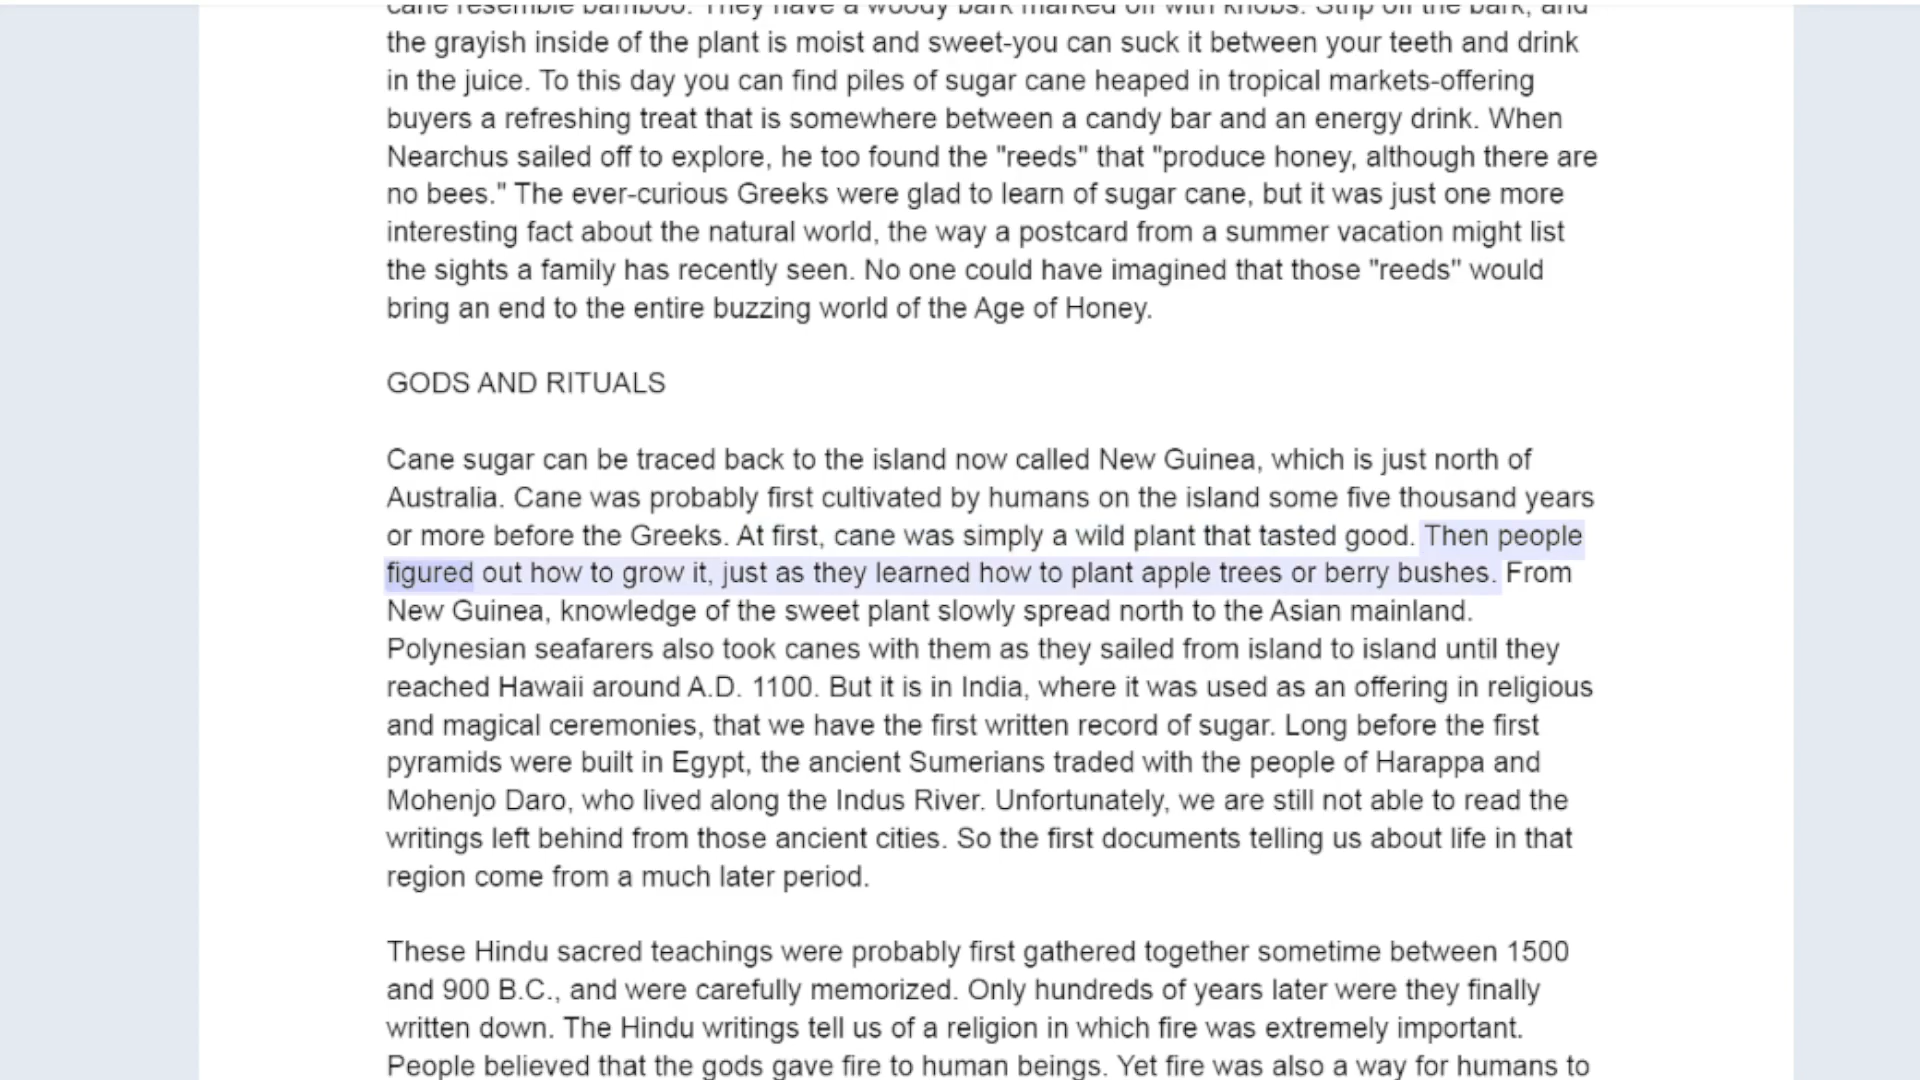 cane resemble bamboo. They have a woody bark marked off with knobs. Strip off the bark, and
the grayish inside of the plant is moist and sweet-you can suck it between your teeth and drink
in the juice. To this day you can find piles of sugar cane heaped in tropical markets-offering
buyers a refreshing treat that is somewhere between a candy bar and an energy drink. When
Nearchus sailed off to explore, he too found the "reeds" that "produce honey, although there are
no bees." The ever-curious Greeks were glad to learn of sugar cane, but it was just one more
interesting fact about the natural world, the way a postcard from a summer vacation might list
the sights a family has recently seen. No one could have imagined that those "reeds" would
bring an end to the entire buzzing world of the Age of Honey.
GODS AND RITUALS
Cane sugar can be traced back to the island now called New Guinea, which is just north of
Australia. Cane was probably first cultivated by humans on the island some five thousand years
or more before the Greeks. At first, cane was simply a wild plant that tasted good. Then people
figured out how to grow it, just as they learned how to plant apple trees or berry bushes. From
New Guinea, knowledge of the sweet plant slowly spread north to the Asian mainland.
Polynesian seafarers also took canes with them as they sailed from island to island until they
reached Hawaii around A.D. 1100. But it is in India, where it was used as an offering in religious
and magical ceremonies, that we have the first written record of sugar. Long before the first
pyramids were built in Egypt, the ancient Sumerians traded with the people of Harappa and
Mohenjo Daro, who lived along the Indus River. Unfortunately, we are still not able to read the
writings left behind from those ancient cities. So the first documents telling us about life in that
region come from a much later period.
These Hindu sacred teachings were probably first gathered together sometime between 1500
and 900 B.C., and were carefully memorized. Only hundreds of years later were they finally
written down. The Hindu writings tell us of a religion in which fire was extremely important.
People believed that the gods gave fire to human beings. Yet fire was also a way for humans to